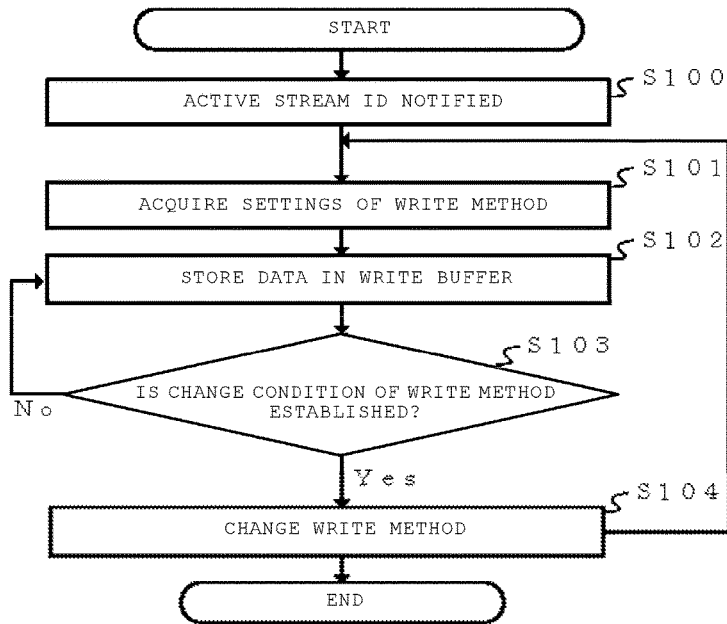 START
S100
ACTIVE STREAM ID NOTIFIED
S101
ACQUIRE SETTINGS OF WRITE METHOD
S102
STORE DATA IN WRITE BUFFER
S103
IS CHANGE CONDITION OF WRITE METHOD
ESTABLISHED?
No
Yes
S104
CHANGE WRITE METHOD
END